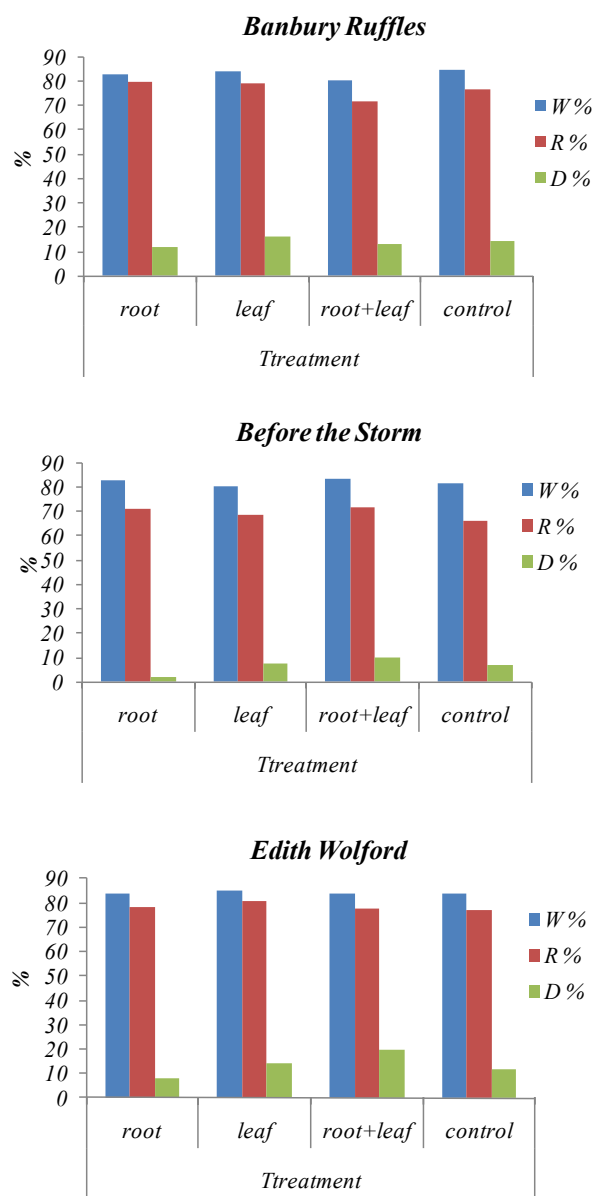 Banbury Ruffles
90
80
70
60
50
40
30
20
10
0
%
W%
R%
D%
root leaf root+leaf control
Ttreatment
Before the Storm
90
80
70
60
50
40
30
20
10
0
%
W%
R%
D%
root leaf root+leaf control
Ttreatment
Edith Wolford
90
80
70
60
50
40
30
20
10
0
%
W%
R%
D%
root leaf root+leaf control
Ttreatment